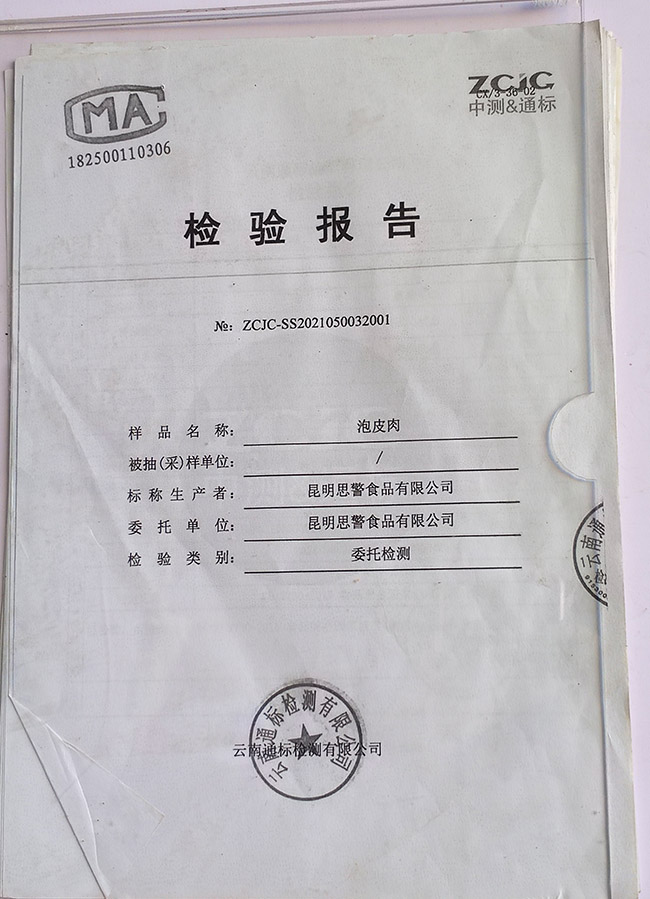 MA
182500110306
ZCJC
CX/3-36-02
中测&通标
检验报告
№: ZCJC-SS2021050032001
样品名称: 泡皮肉
被抽(采)样单位: /
标称生产者: 昆明思警食品有限公司
委托单位: 昆明思警食品有限公司
检验类别: 委托检测
云南通
云南通标检测有限公司
云南通标检测有限公司